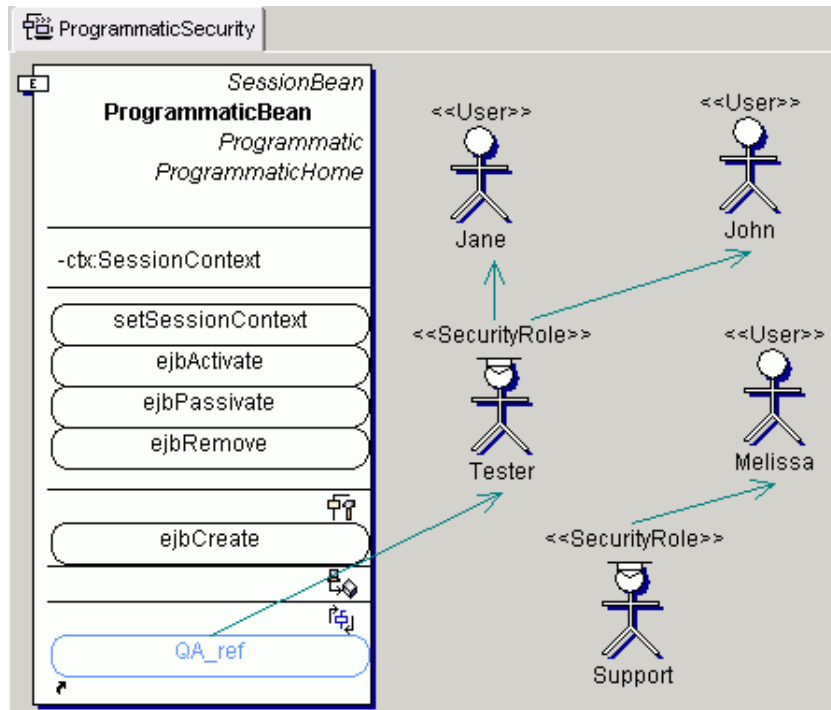 ProgrammaticSecurity
E
SessionBean
ProgrammaticBean
Programmatic
ProgrammaticHome
-ctx:SessionContext
setSessionContext
ejbActivate
ejbPassivate
ejbRemove
ejbCreate
QA_ref
<<User>>
Jane
<<User>>
John
<<SecurityRole>>
Tester
<<User>>
Melissa
<<SecurityRole>>
Support